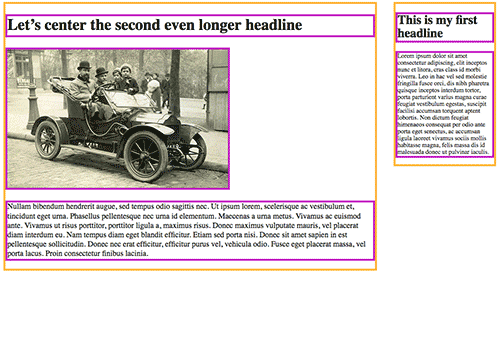 Let's center the second even longer headline
Nullam bibendum hendrerit augue, sed tempus odio sagittis nec. Ut ipsum lorem, scelerisque ac vestibulum et,
tincidunt eget urna. Phasellus pellentesque nec urna id elementum. Maecenas a urna metus. Vivamus ac euismod
ante. Vivamus ut risus porttitor, porttitor ligula a, maximus risus. Donec maximus vulputate mauris, vel placerat
diam interdum eu. Nam tempus diam eget blandit efficitur. Etiam sed porta nisi. Donec sit amet sapien in est
pellentesque sollicitudin. Donec nec erat efficitur, efficitur purus vel, vehicula odio. Fusce eget placerat massa, vel
porta lacus. Proin consectetur finibus lacinia.
This is my first
headline
Lorem ipsum dolor sit amet
consectetur adipiscing, elit inceptos
nunc et litora, cras class id morbi
viverra. Leo in hac vel sed molestie
fringilla fusce orci, dis nibh pharetra
quisque inceptos interdum tortor,
porta parturient varius magna curae
feugiat vestibulum egestas, suscipit
facilisi accumsan torquent aptent
lobortis. Non dictum feugiat
himenaeos consequat per odio ante
porta eget senectus, ac accumsan
ligula laoreet vivamus sociis mollis
habitasse magna, felis massa dis id
malesuada donec ut pulvinar iaculis.